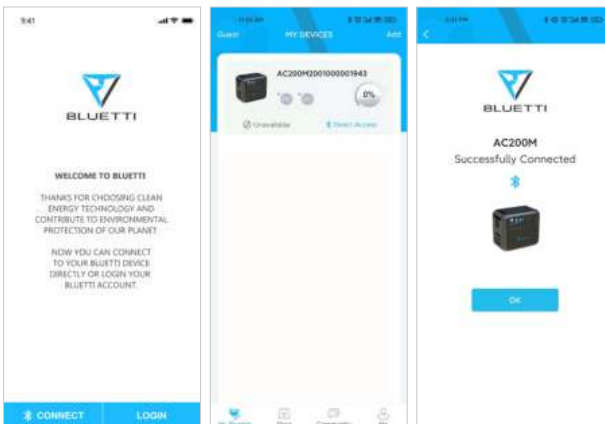 9:41
BLUETTI
WELCOME TO BLUETTI
THANKS FOR CHOOSING CLEAN
ENERGY TECHNOLOGY AND
CONTRIBUTE TO ENVIRONMENTAL
PROTECTION OF OUR PLANET
NOW YOU CAN CONNECT
TO YOUR BLUETTI DEVICE
DIRECTLY OR LOGIN YOUR
BLUETTI ACCOUNT.
CONNECT LOGIN
Guest MY DEVICES Add
AC200M2001000001943
0%
Unavailable Direct Access
Community
Me
BLUETTI
AC200M
Successfully Connected
OK